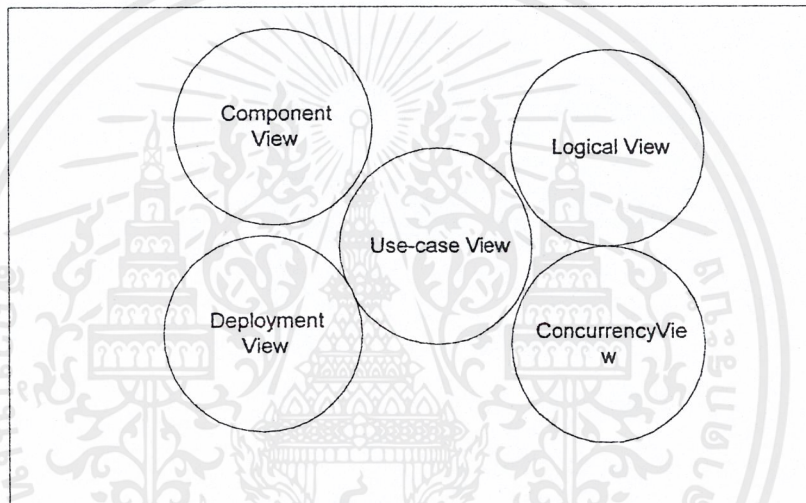 Component
View
Logical View
Use-case View
Deployment
View
ConcurrencyVie
w